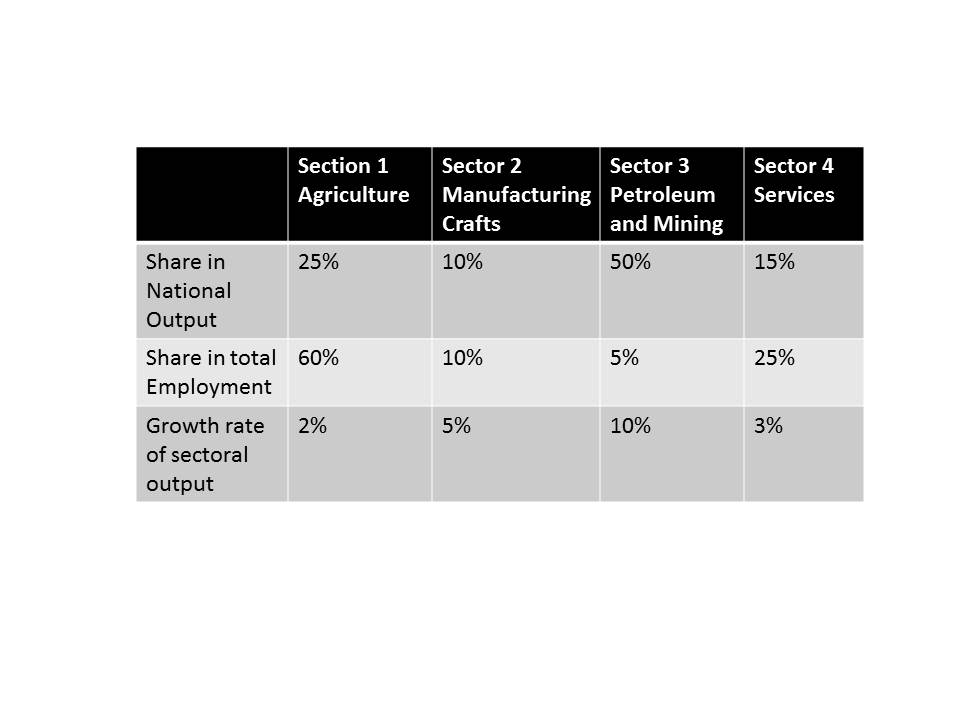 Section 1
Agriculture
Sector 2
Manufacturing
Crafts
Sector 3
Petroleum
and Mining
Sector 4
Services
Share in
National
Output
25%
10%
50%
15%
Share in total
Employment
60%
10%
5%
25%
Growth rate
of sectoral
output
2%
5%
10%
3%